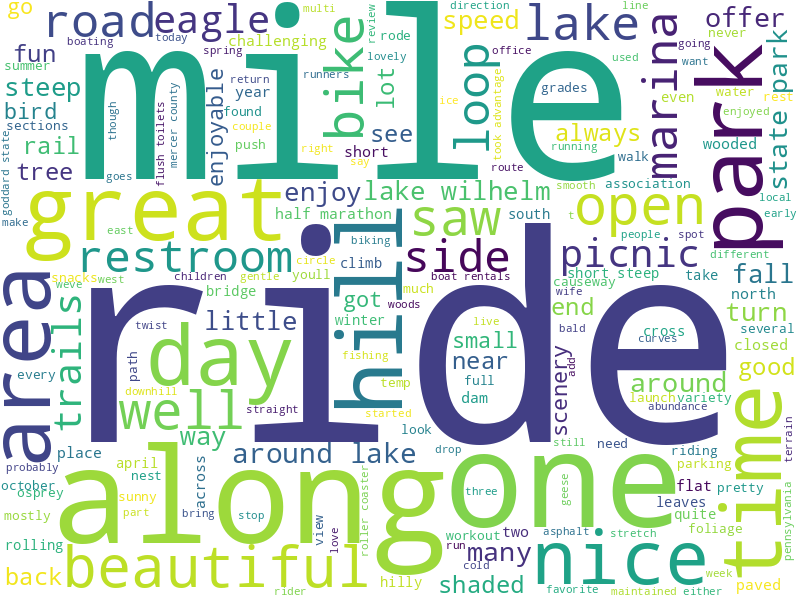 go
road
eagle
boating
today
multi
direction
line
lake
offer
speed
never
office
review
rode
used
going
want
fun
challenging
spring
mile
lovely
summer
steep
bird
sections
rail
tree
though
goes
flush toilets
mercer county
enjoyable
return
year
found
couple
push
runners
right
say
bike
lot
see
short
loop
ice
took advantage
grades
always
running
route
walk
marina
even
water
rest
wooded
enjoyed
park
state park
local
early
goddard state
make
great
east
enjoy
lake wilhelm
half marathon
saw
south
smooth
association
t
open
people
spot
different
restroom
biking
circle
youll
climb
hill
side
picnic
boat rentals
causeway
short steep
take
fall
area
snacks
west
weve
children
gentle
bridge
got
winter
much
woods
end
wife
north
turn
several
trails
twist
little
day
path
every
downhill
straight
ride
fishing
temp
started
small
near
live
full
dam
bald
add
scenery
cross
curves
around
launch
variety
abundance
closed
good
well
way
place
around lake
look
drop
still
need
riding
parking
time
terrain
probably
october
osprey
mostly
april
nest
sunny
part
across
bring
stop
along
view
love
roller coaster
three
one
geese
flat
pretty
leaves
quite
foliage
pennsylvania
rolling
back
beautiful
rider
hilly
workout
run
cold
two
many
shaded
asphalt
stretch
nice
favorite
maintained
either
week
paved